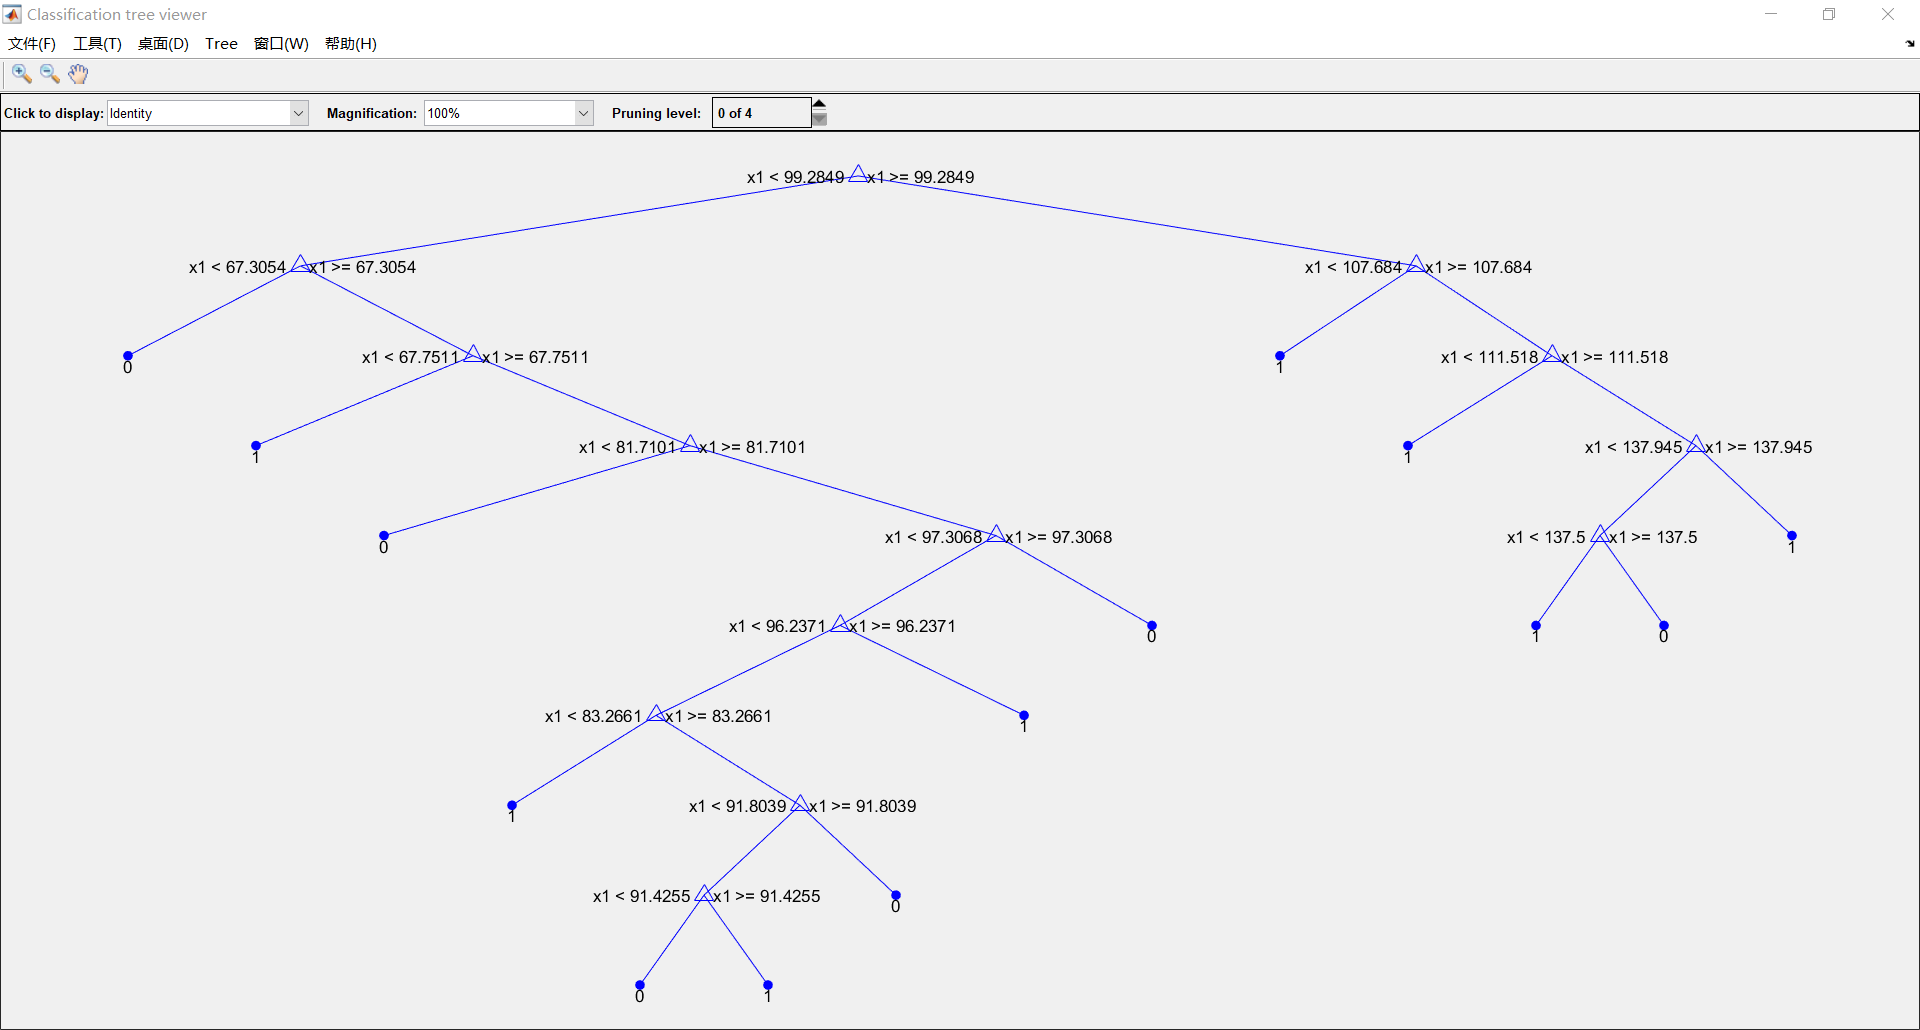 Classification tree viewer
文件(F) 工具(T) 桌面(D) Tree 窗口(W) 帮助(H)
Click to display: Identity Magnification: 100% Pruning level: 0 of 4
x1 < 99.2849 x1 >= 99.2849
x1 < 67.3054 x1 >= 67.3054 x1 < 107.684 x1 >= 107.684
0 x1 < 67.7511 x1 >= 67.7511 1 x1 < 111.518 x1 >= 111.518
1 x1 < 81.7101 x1 >= 81.7101 1 x1 < 137.945 x1 >= 137.945
0 x1 < 97.3068 x1 >= 97.3068 x1 < 137.5 x1 >= 137.5 1
x1 < 96.2371 x1 >= 96.2371 0 1 0
x1 < 83.2661 x1 >= 83.2661 1
1 x1 < 91.8039 x1 >= 91.8039
x1 < 91.4255 x1 >= 91.4255 0
0 1